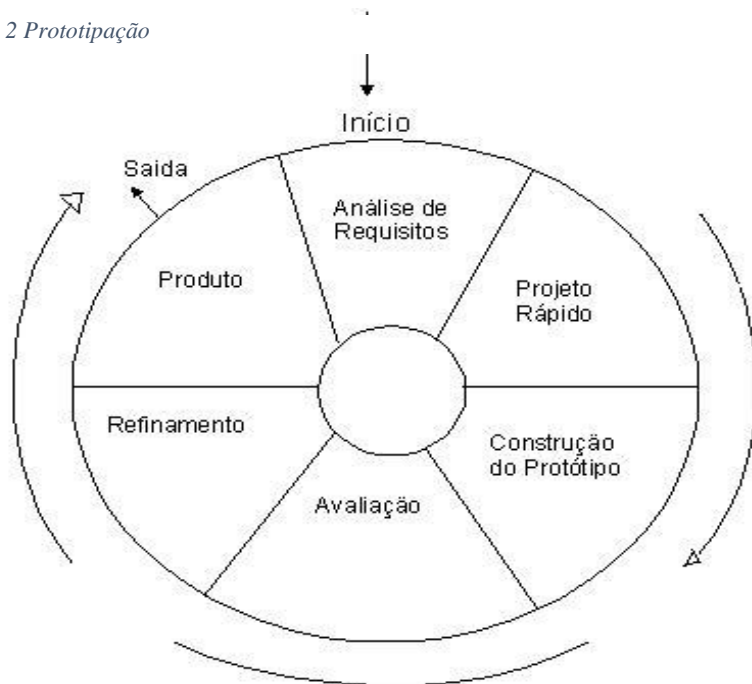 2 Prototipação
Início
Saida
Análise de
Requisitos
Produto
Projeto
Rápido
Refinamento
Construção
do Protótipo
Avaliação